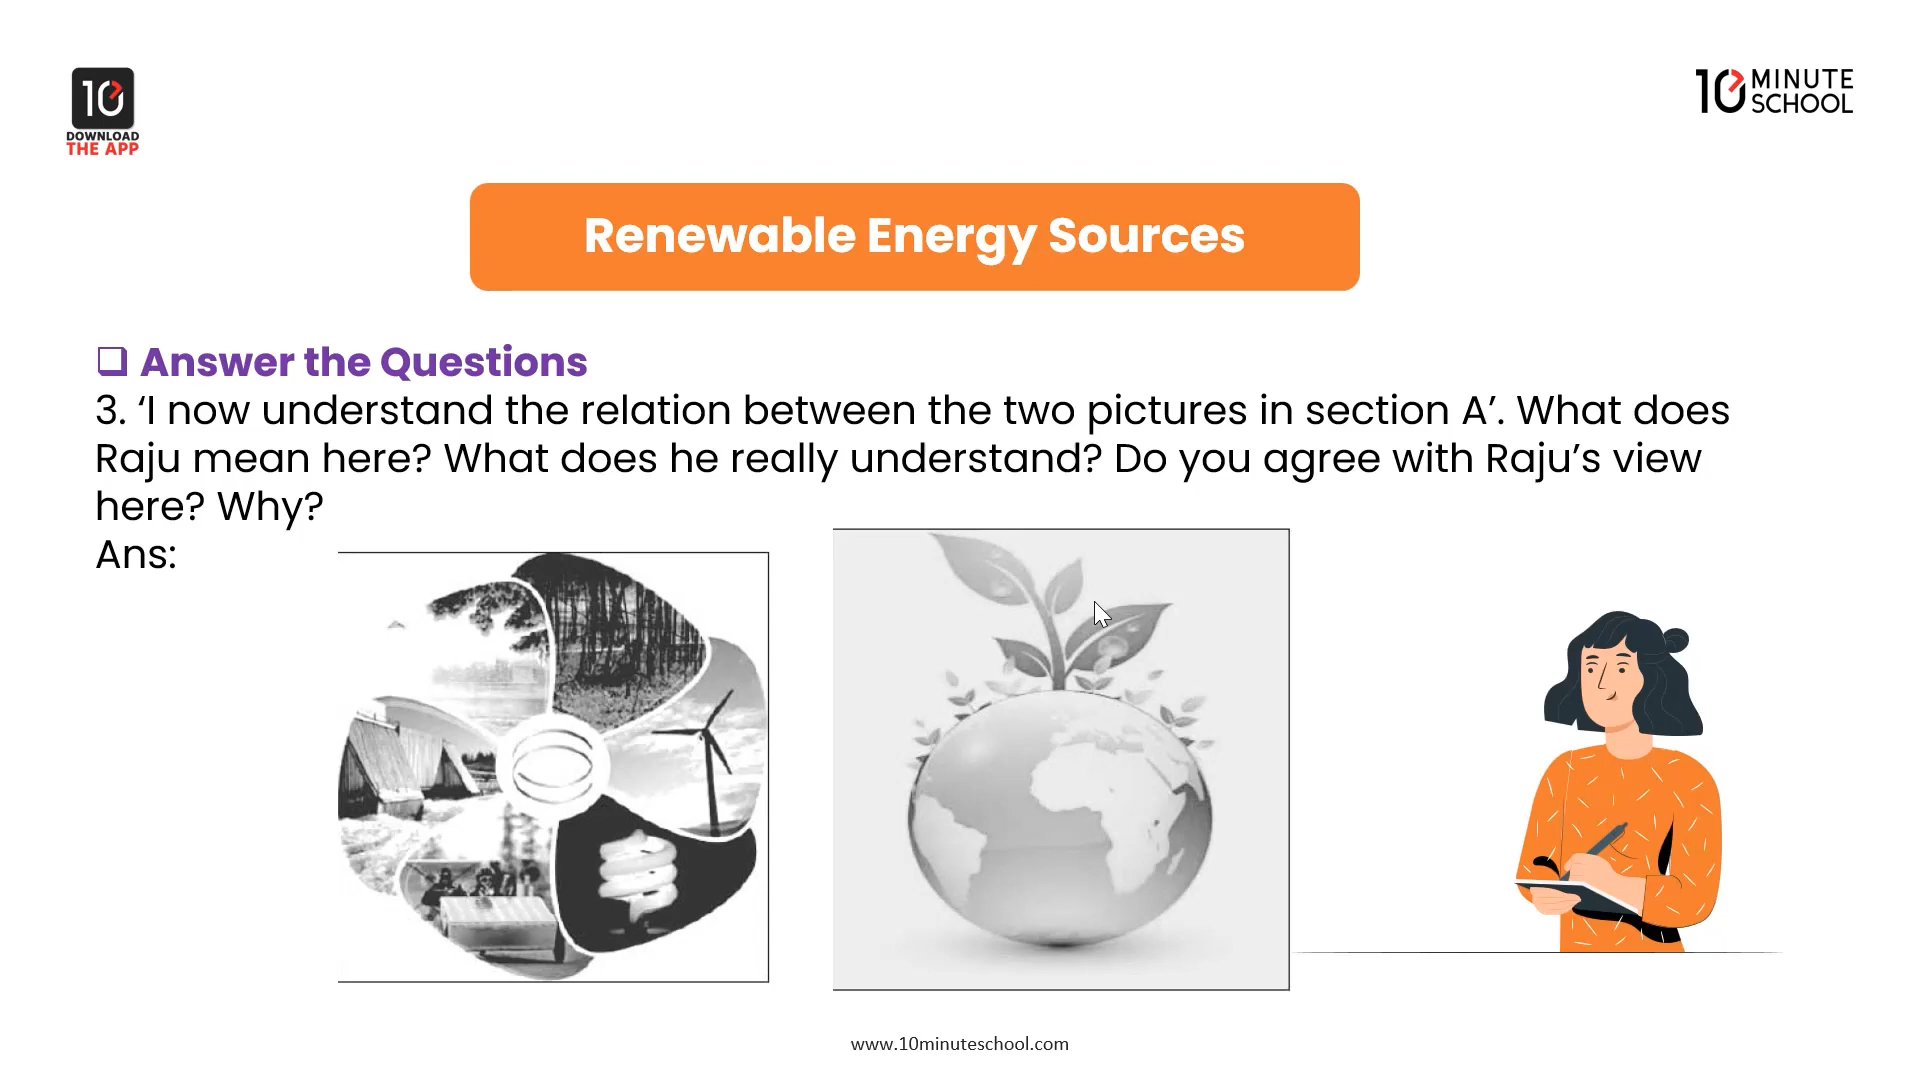 10
DOWNLOAD
THE APP
10 MINUTE
SCHOOL
Renewable Energy Sources
❑ Answer the Questions
3. ‘I now understand the relation between the two pictures in section A’. What does
Raju mean here? What does he really understand? Do you agree with Raju’s view
here? Why?
Ans:
www.10minuteschool.com